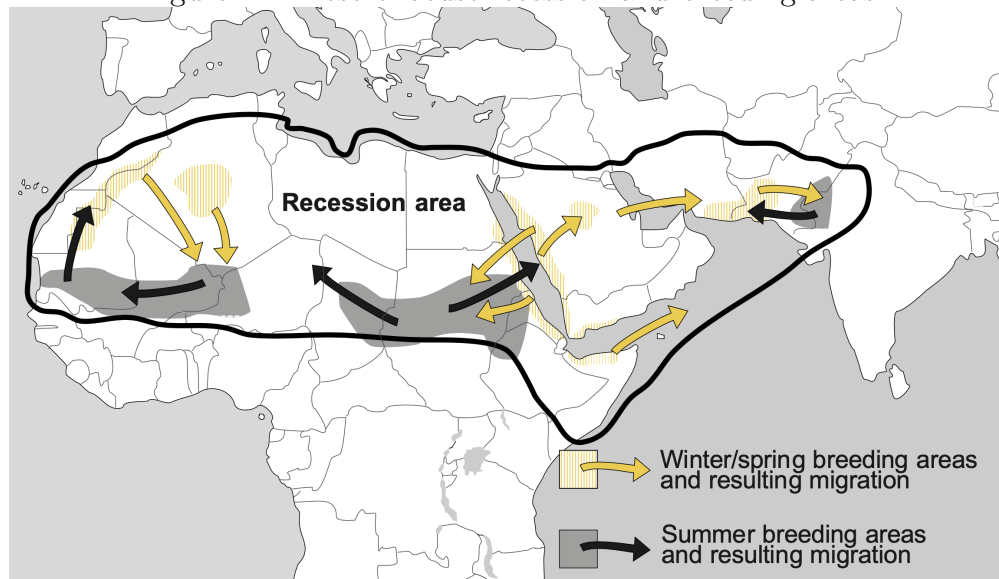 Recession area
Winter/spring breeding areas
and resulting migration
Summer breeding areas
and resulting migration